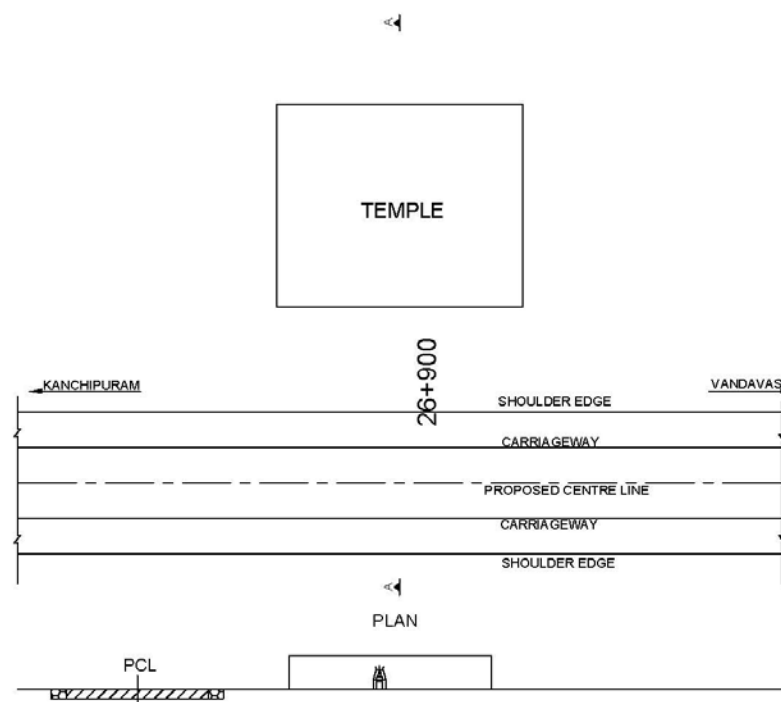 A
TEMPLE
26+900
KANCHIPURAM
VANDAVAS
SHOULDER EDGE
CARRIAGEWAY
PROPOSED CENTRE LINE
CARRIAGEWAY
SHOULDER EDGE
A
PLAN
PCL